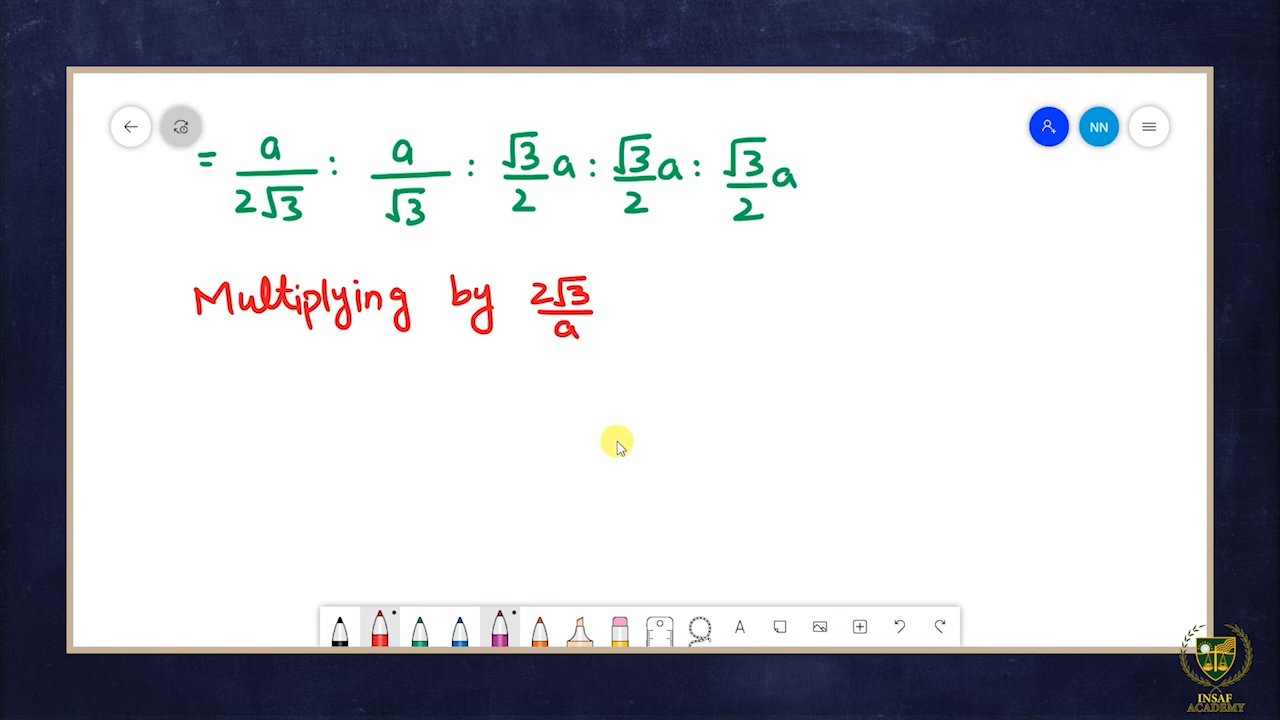 NN
= a/2√3 : a/√3 : √3/2 a : √3/2 a : √3/2 a
Multiplying by 2√3/a
A
INSAF
ACADEMY